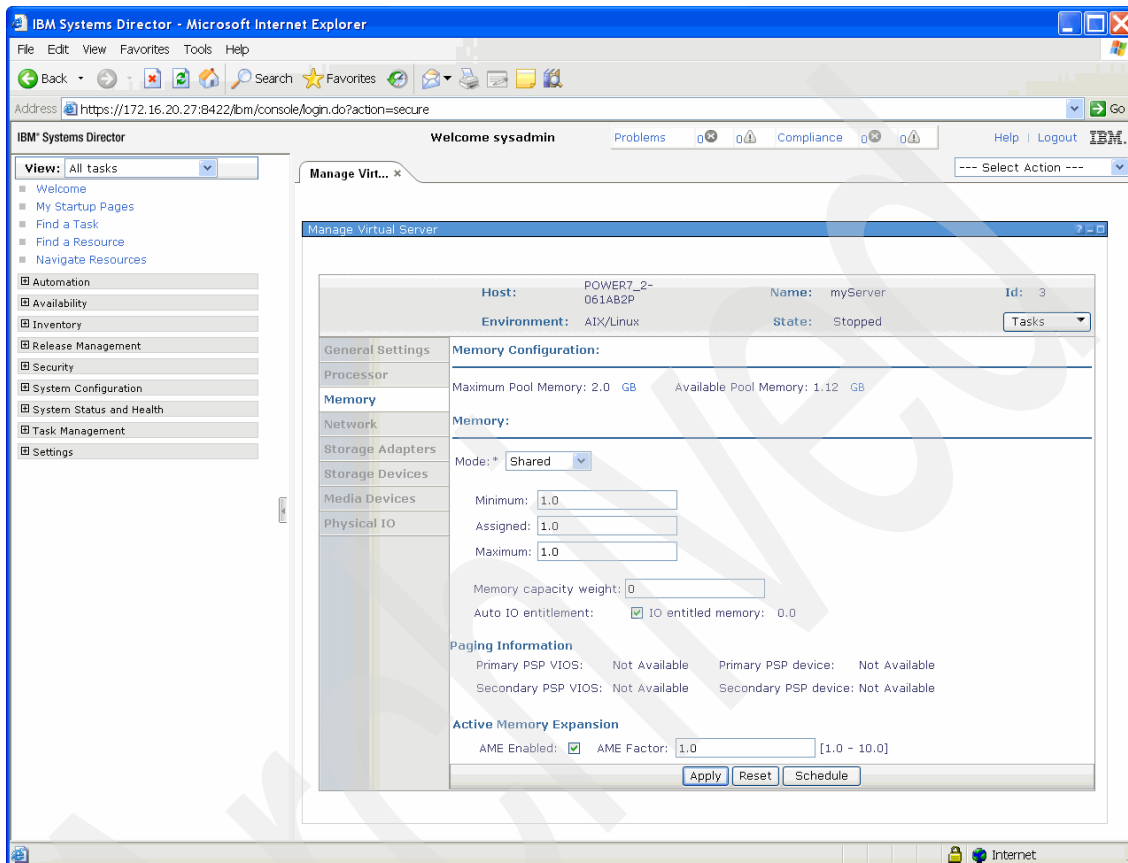 IBM Systems Director - Microsoft Internet Explorer
File Edit View Favorites Tools Help
Back Search Favorites
Address https://172.16.20.27:8422/ibm/console/login.do?action=secure Go
IBM® Systems Director Welcome sysadmin Problems 0 0 Compliance 0 0 Help | Logout IBM.
View: All tasks
Manage Virt... × --- Select Action ---
Welcome
My Startup Pages
Find a Task
Find a Resource
Navigate Resources
Automation
Availability
Inventory
Release Management
Security
System Configuration
System Status and Health
Task Management
Settings
Manage Virtual Server
Host: POWER7_2-061AB2P Name: myServer Id: 3
Environment: AIX/Linux State: Stopped Tasks
General Settings
Processor
Memory
Network
Storage Adapters
Storage Devices
Media Devices
Physical IO
Memory Configuration:
Maximum Pool Memory: 2.0 GB Available Pool Memory: 1.12 GB
Memory:
Mode:* Shared
Minimum: 1.0
Assigned: 1.0
Maximum: 1.0
Memory capacity weight: 0
Auto IO entitlement: IO entitled memory: 0.0
Paging Information
Primary PSP VIOS: Not Available Primary PSP device: Not Available
Secondary PSP VIOS: Not Available Secondary PSP device: Not Available
Active Memory Expansion
AME Enabled: AME Factor: 1.0 [1.0 - 10.0]
Apply Reset Schedule
Internet
Archived